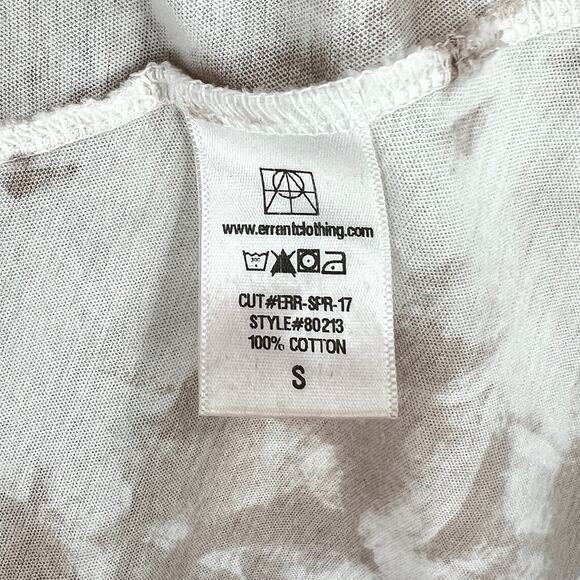 www.errantclothing.com
CUT#ERR-SPR-17
STYLE#80213
100% COTTON
S